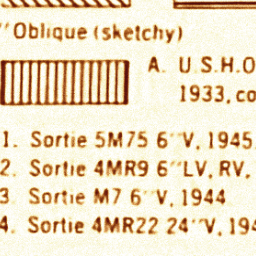 "Oblique (sketchy)
A. U.S.H.O
1933, co
1. Sortie 5M75 6"V, 1945
2. Sortie 4MR9 6"LV, RV,
3 Sortie M7 6"V, 1944
4. Sortie 4MR22 24"V, 194